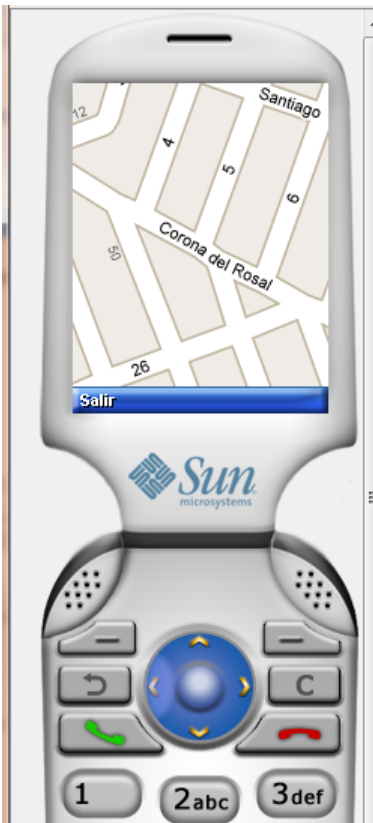 Santiago
12
4
5
6
Corona del Rosal
50
26
Salir
Sun
microsystems
C
1
2abc
3def